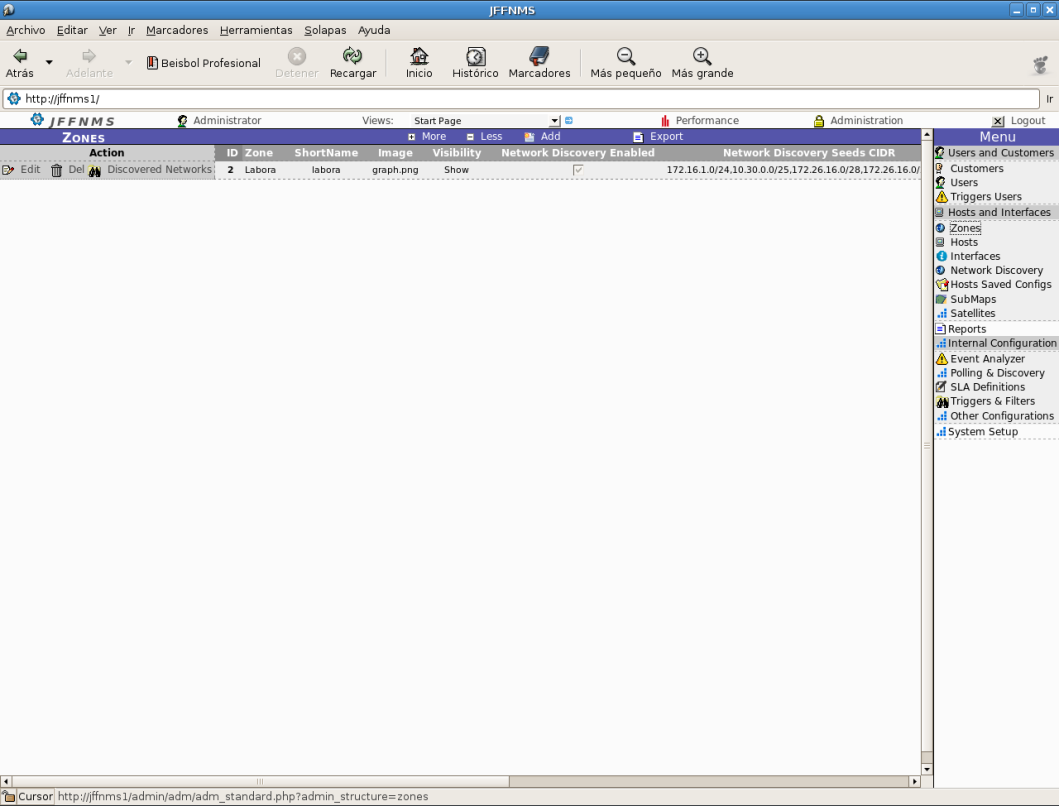 JFFNMS
Archivo Editar Ver Ir Marcadores Herramientas Solapas Ayuda
Atrás Adelante Beisbol Profesional Detener Recargar Inicio Histórico Marcadores Más pequeño Más grande
http://jffnms1/ Ir
JFFNMS Administrator Views: Start Page Performance Administration Logout
ZONES More Less Add Export Menu
Action ID Zone ShortName Image Visibility Network Discovery Enabled Network Discovery Seeds CIDR
Edit Del Discovered Networks 2 Labora labora graph.png Show 172.16.1.0/24,10.30.0.0/25,172.26.16.0/28,172.26.16.0/
Users and Customers
Customers
Users
Triggers Users
Hosts and Interfaces
Zones
Hosts
Interfaces
Network Discovery
Hosts Saved Configs
SubMaps
Satellites
Reports
Internal Configuration
Event Analyzer
Polling & Discovery
SLA Definitions
Triggers & Filters
Other Configurations
System Setup
Cursor http://jffnms1/admin/adm/adm_standard.php?admin_structure=zones